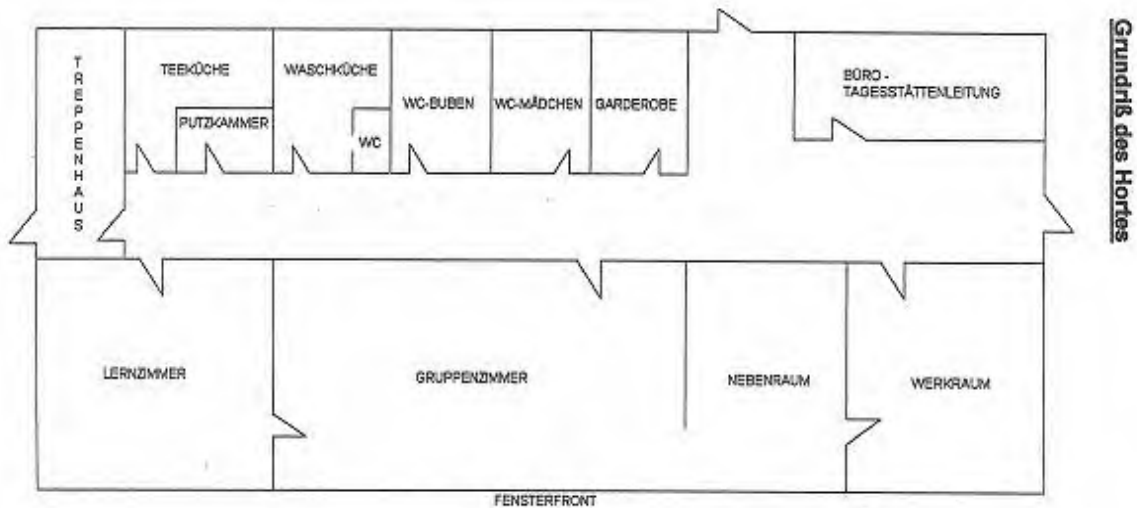 Grundriß des Hortes
TREPPENHAUS
TEEKÜCHE
PUTZKAMMER
WASCHKÜCHE
WC
WC-BUBEN
WC-MÄDCHEN
GARDEROBE
BÜRO -
TAGESSTÄTTENLEITUNG
LERNZIMMER
GRUPPENZIMMER
NEBENRAUM
WERKRAUM
FENSTERFRONT